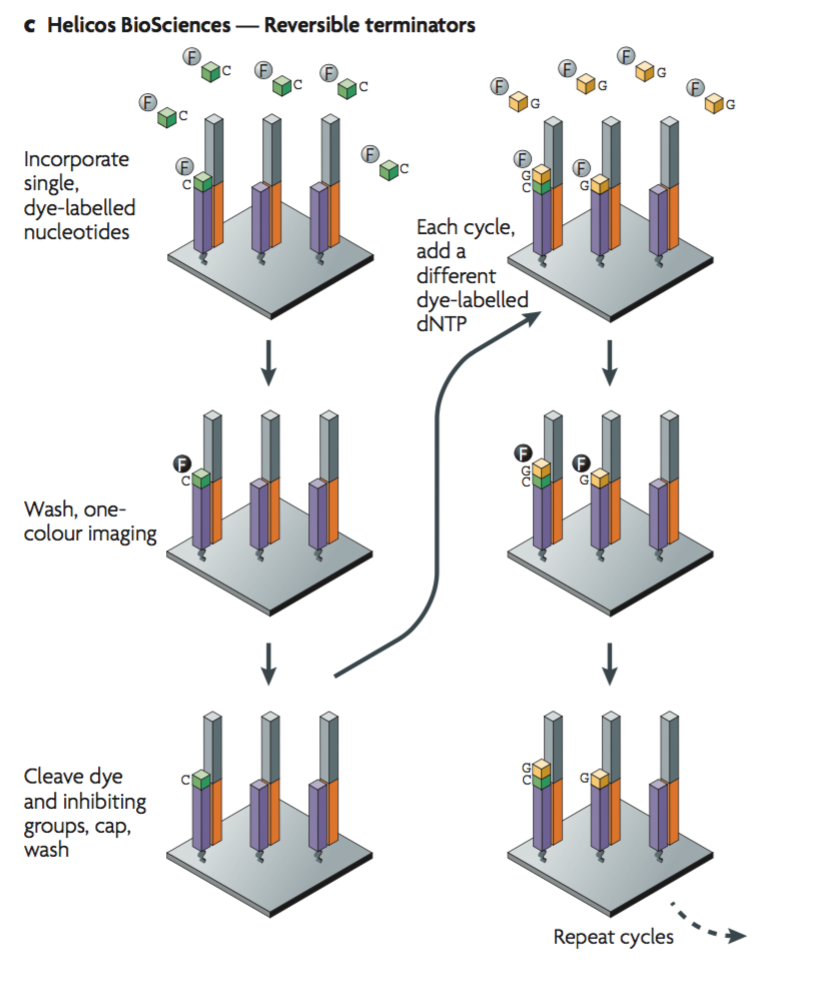 c Helicos BioSciences — Reversible terminators
F
C
F
C
F
C
F
C
F
C
F
C
Incorporate
single,
dye-labelled
nucleotides
F
G
F
G
F
G
F
G
F
G
C
F
G
Each cycle,
add a
different
dye-labelled
dNTP
F
C
Wash, one-
colour imaging
F
G
C
F
G
C
Cleave dye
and inhibiting
groups, cap,
wash
G
C
G
Repeat cycles